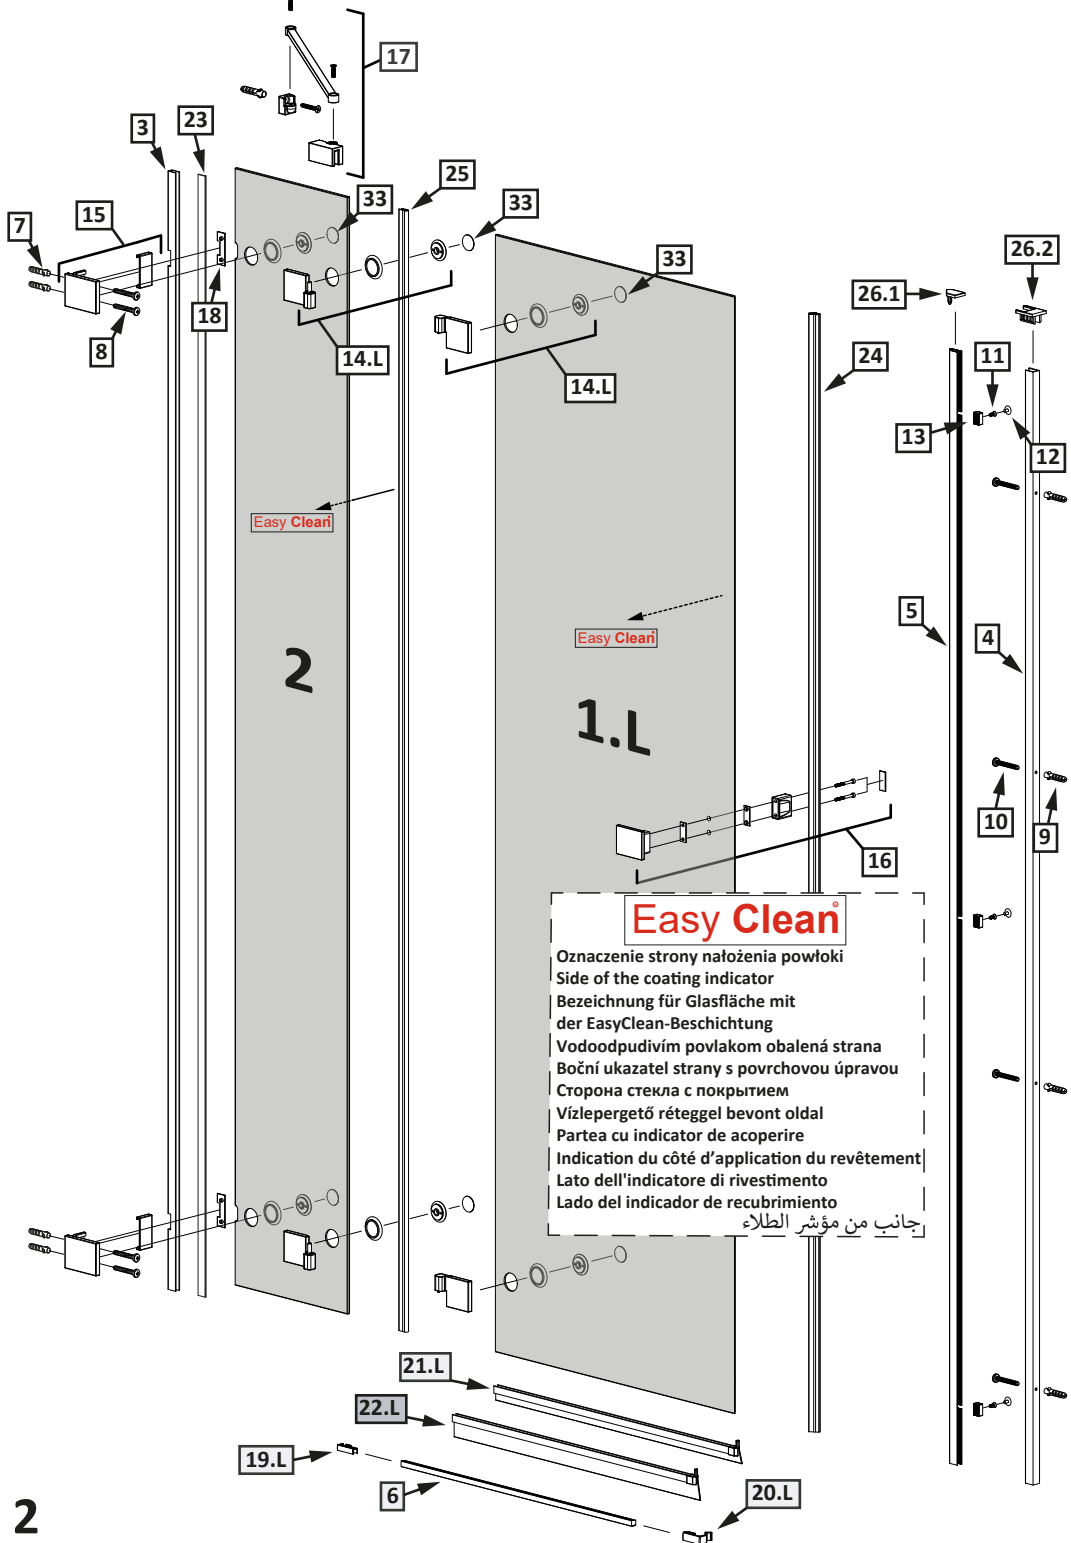 17
3
23
25
33
33
7
15
33
26.2
26.1
18
8
14.L
14.L
24
11
13
12
Easy Clean
5
4
Easy Clean
2
1.L
10
9
16
Easy Clean®
Oznaczenie strony nałożenia powłoki
Side of the coating indicator
Bezeichnung für Glasfläche mit
der EasyClean-Beschichtung
Vodoodpudivím povlakom obalená strana
Boční ukazatel strany s povrchovou úpravou
Сторона стекла с покрытием
Vízlepergető réteggel bevont oldal
Partea cu indicator de acoperire
Indication du côté d’application du revêtement
Lato dell'indicatore di rivestimento
Lado del indicador de recubrimiento
جانب من مؤشر الطلاء
21.L
22.L
19.L
6
20.L
2